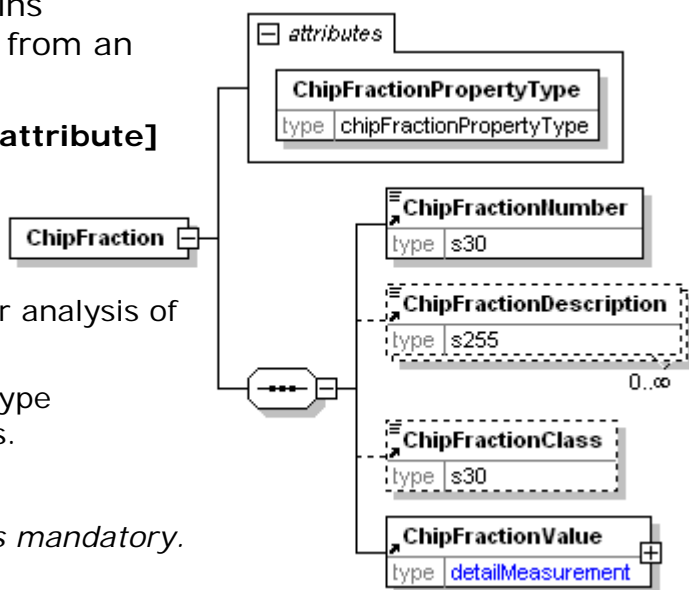 ins
from an
attribute]
r analysis of
ype
s.
s mandatory.
attributes
ChipFractionPropertyType
type chipFractionPropertyType
ChipFraction
ChipFractionNumber
type s30
ChipFractionDescription
type s255
0..∞
ChipFractionClass
type s30
ChipFractionValue
type detailMeasurement